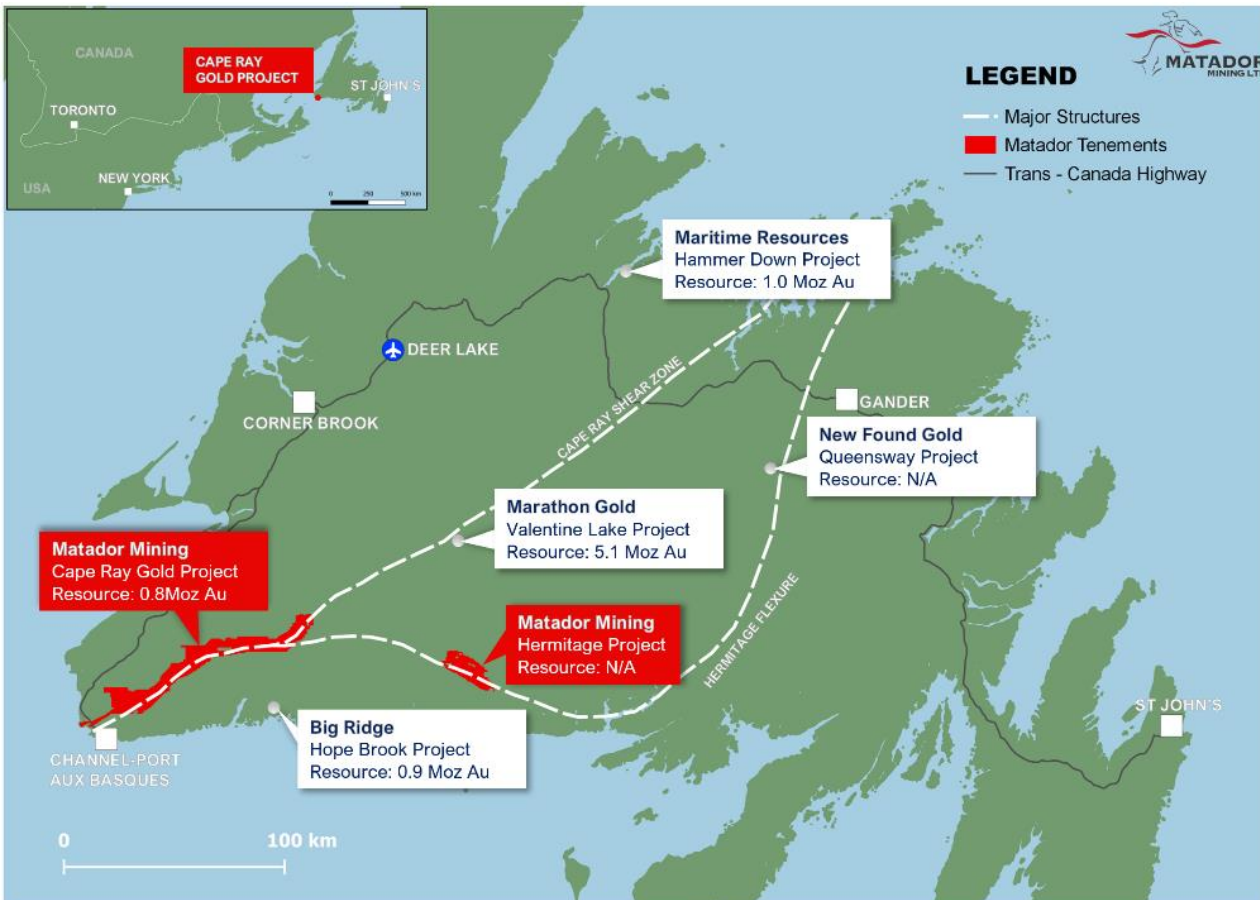 CANADA
CAPE RAY
GOLD PROJECT
ST JOHN'S
TORONTO
NEW YORK
USA
0 250 500 km
MATADOR
MINING LTD
LEGEND
Major Structures
Matador Tenements
Trans - Canada Highway
Maritime Resources
Hammer Down Project
Resource: 1.0 Moz Au
DEER LAKE
CORNER BROOK
CAPE RAY SHEAR ZONE
GANDER
New Found Gold
Queensway Project
Resource: N/A
Marathon Gold
Valentine Lake Project
Resource: 5.1 Moz Au
Matador Mining
Cape Ray Gold Project
Resource: 0.8Moz Au
Matador Mining
Hermitage Project
Resource: N/A
HERMITAGE FLEXURE
Big Ridge
Hope Brook Project
Resource: 0.9 Moz Au
ST JOHN'S
CHANNEL-PORT
AUX BASQUES
0 100 km